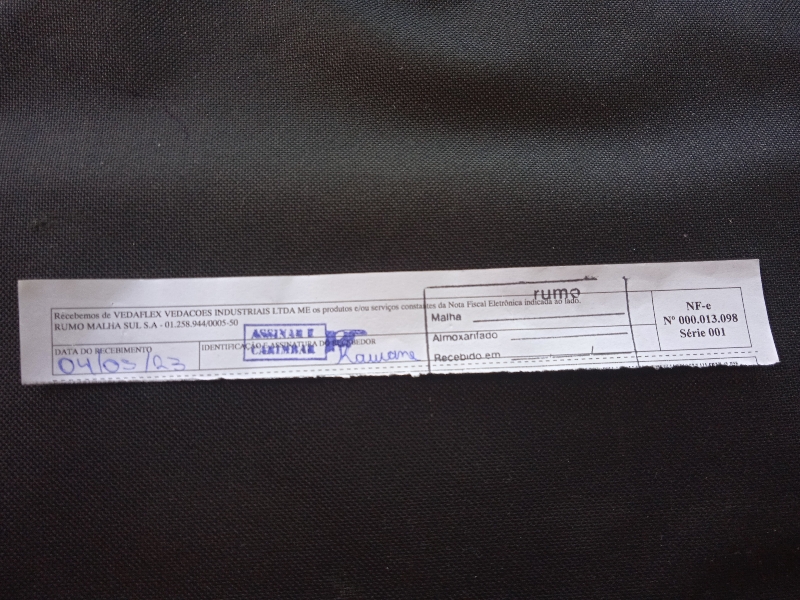 Recebemos de VEDAFLEX VEDACOES INDUSTRIAIS LTDA ME os produtos e/ou serviços constantes da Nota Fiscal Eletrônica indicada ao lado.
RUMO MALHA SUL S.A - 01.258.944/0005-50
DATA DO RECEBIMENTO
04/05/23
IDENTIFICAÇÃO E ASSINATURA DO RECEBEDOR
ASSINAR E
CARIMBAR
rumo
Malha
Almoxarifado
Recebido em
NF-e
Nº 000.013.098
Série 001